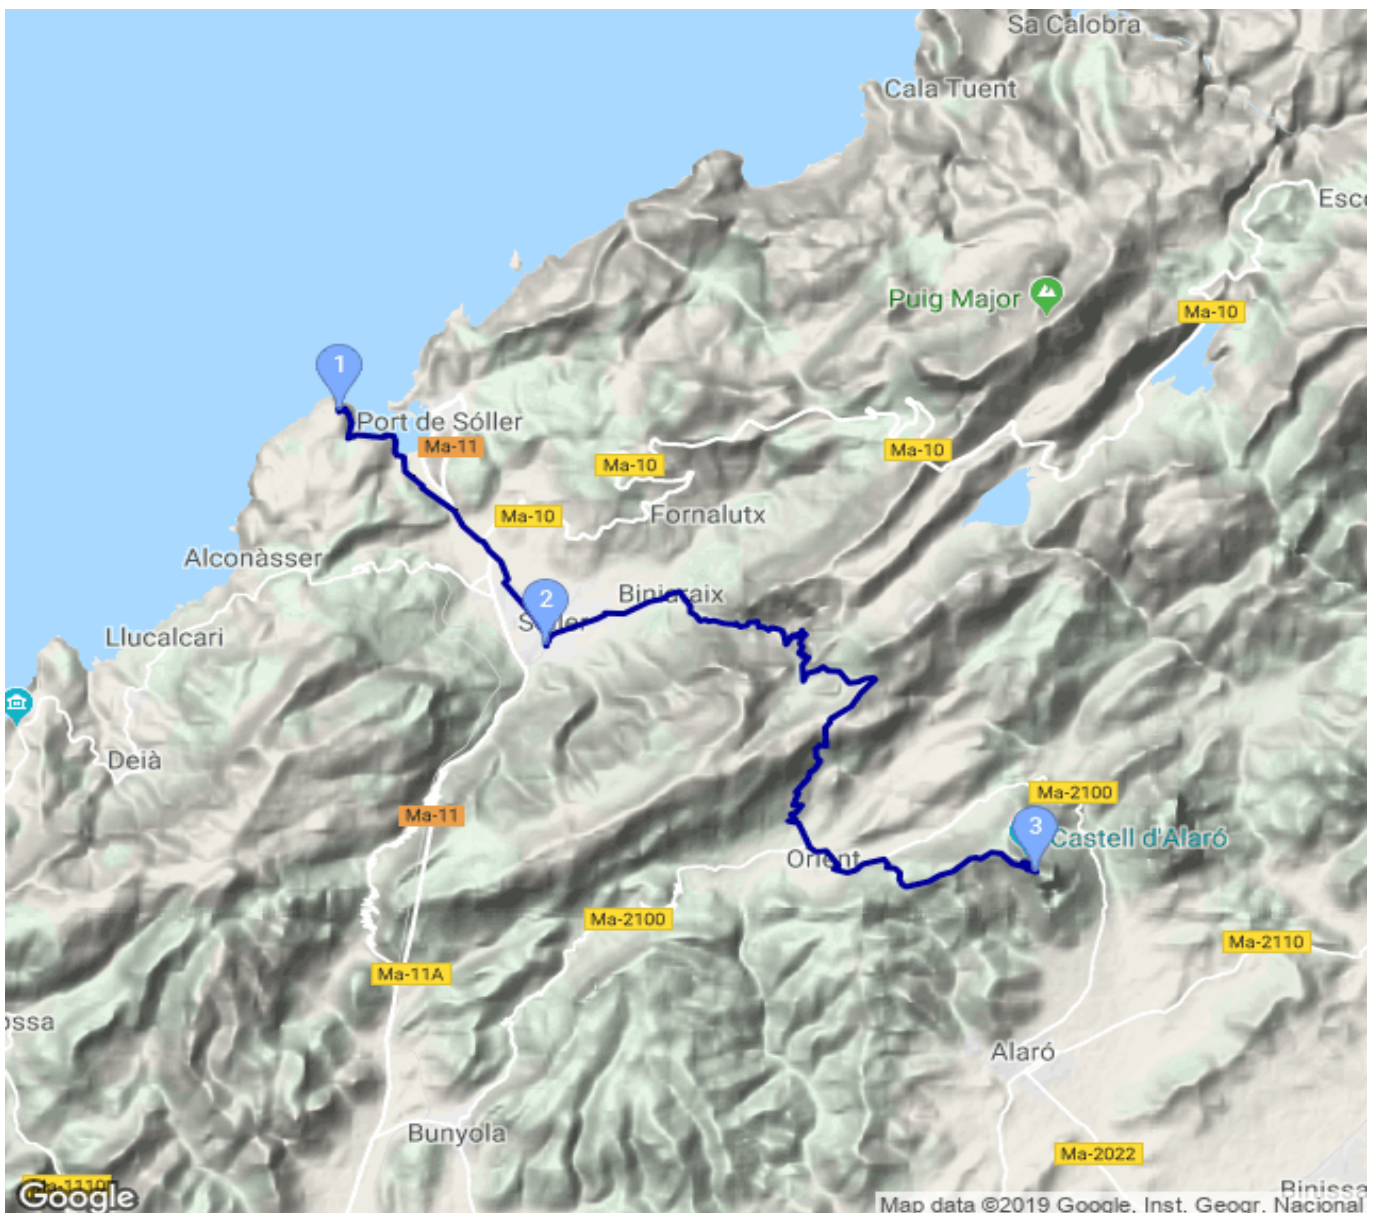 Sa Calobra
Cala Tuent
Puig Major
Ma-10
1
Port de Sóller
Ma-11
Ma-10
Ma-10
Ma-10
Fornalutx
Alconàsser
2
Biniaraix
Llucalcari
Deià
Ma-11
Ma-2100
3
Castell d'Alaró
Orient
Ma-2100
Ma-2110
Ma-11A
Alaró
Bunyola
Ma-2022
Google
Map data ©2019 Google, Inst. Geogr. Nacional